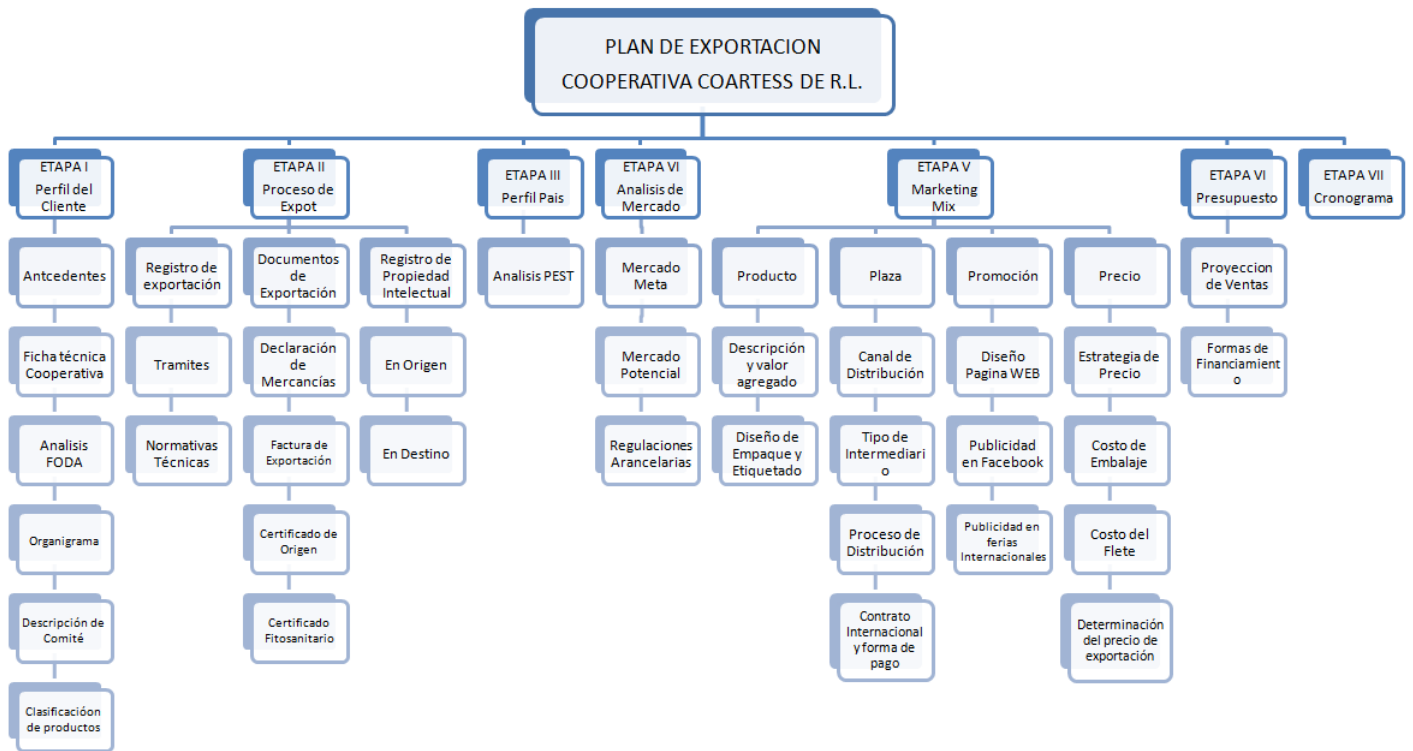 PLAN DE EXPORTACION
COOPERATIVA COARTESS DE R.L.
ETAPA I
Perfil del
Cliente
Antcedentes
Ficha técnica
Cooperativa
Analisis
FODA
Organigrama
Descripción de
Comité
Clasificacióon
de productos
ETAPA II
Proceso de
Expot
Registro de
exportación
Tramites
Normativas
Técnicas
Documentos
de
Exportación
Declaración
de
Mercancías
Factura de
Exportación
Certificado de
Origen
Certificado
Fitosanitario
Registro de
Propiedad
Intelectual
En Origen
En Destino
ETAPA III
Perfil Pais
Analisis PEST
ETAPA VI
Analisis de
Mercado
Mercado
Meta
Mercado
Potencial
Regulaciones
Arancelarias
ETAPA V
Marketing
Mix
Producto
Descripción
y valor
agregado
Diseño de
Empaque y
Etiquetado
Plaza
Canal de
Distribución
Tipo de
Intermediari
o
Proceso de
Distribución
Contrato
Internacional
y forma de
pago
Promoción
Diseño
Pagina WEB
Publicidad
en Facebook
Publicidad en
ferias
Internacionales
Precio
Estrategia de
Precio
Costo de
Embalaje
Costo del
Flete
Determinación
del precio de
exportación
ETAPA VI
Presupuesto
Proyeccion
de Ventas
Formas de
Financiamient
o
ETAPA VII
Cronograma